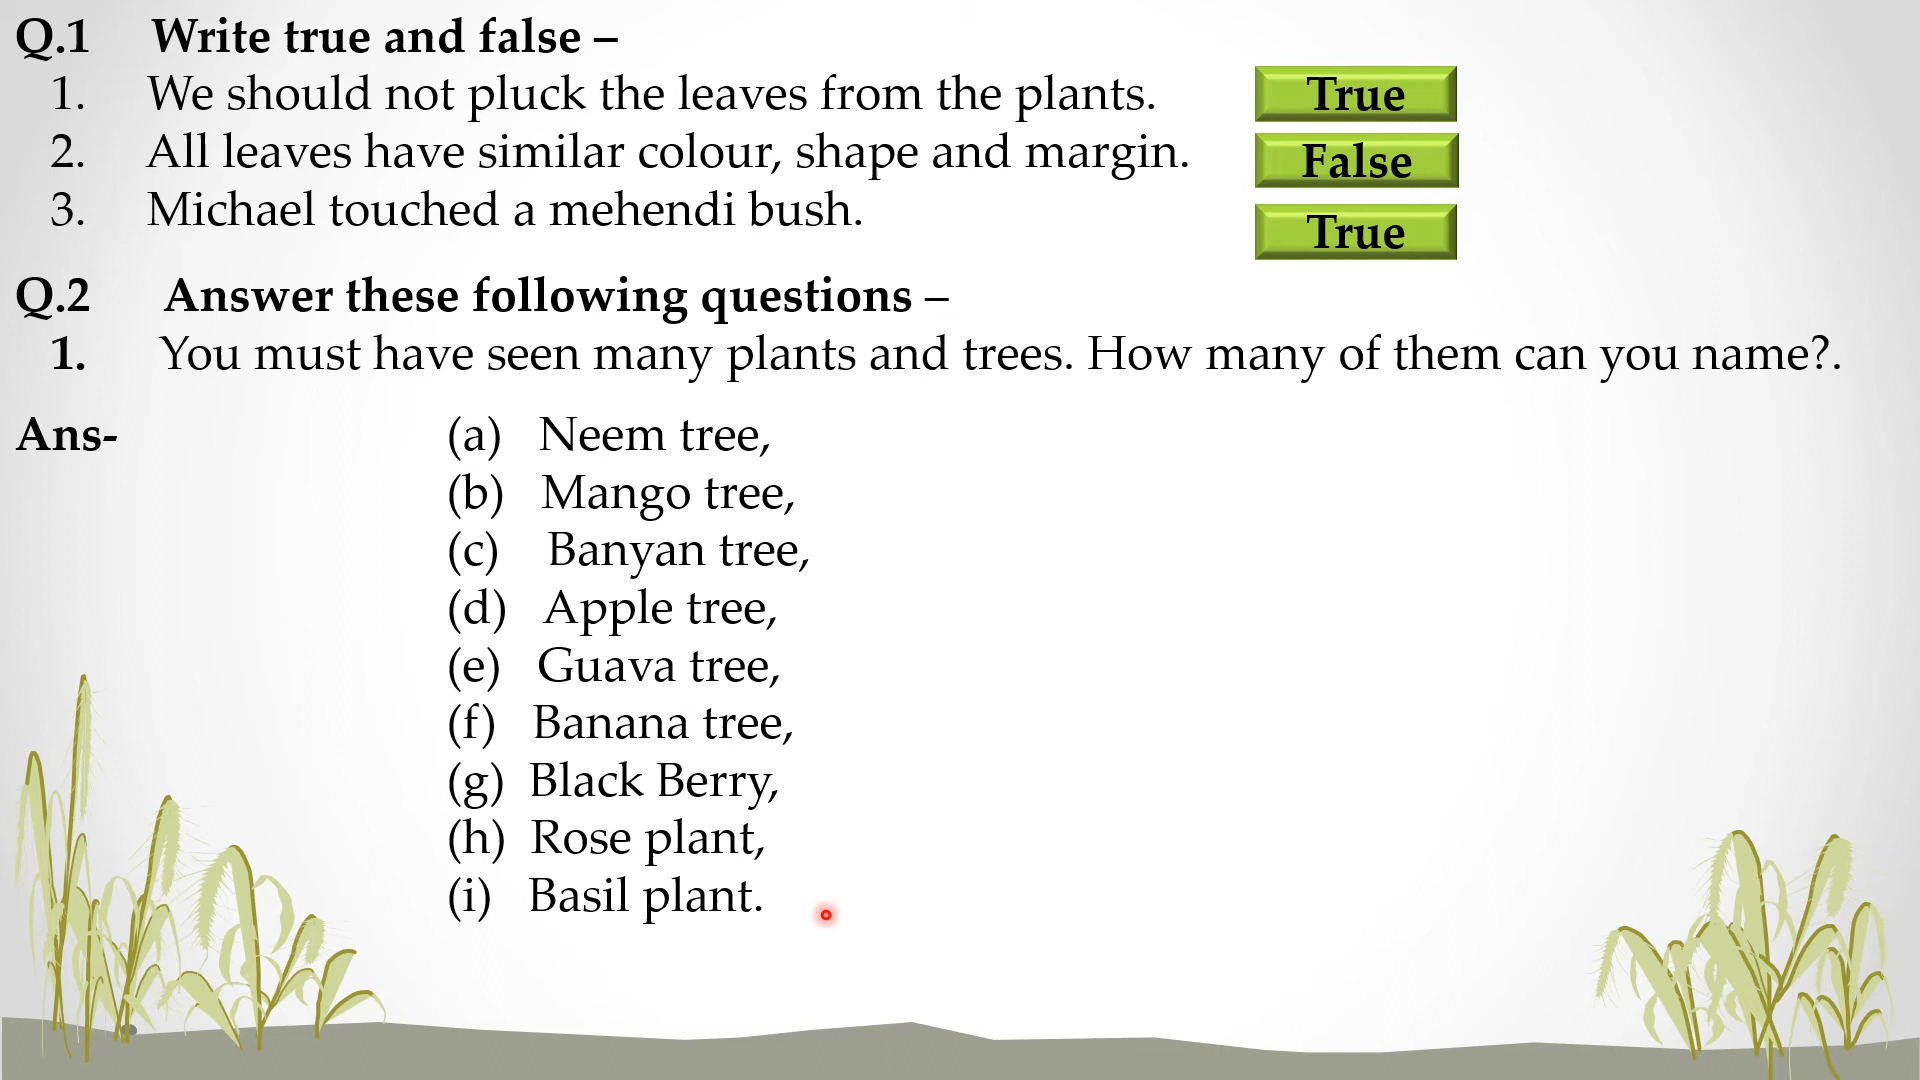 Q.1 Write true and false –
1. We should not pluck the leaves from the plants. True
2. All leaves have similar colour, shape and margin. False
3. Michael touched a mehendi bush. True
Q.2 Answer these following questions –
1. You must have seen many plants and trees. How many of them can you name?.
Ans- (a) Neem tree,
(b) Mango tree,
(c) Banyan tree,
(d) Apple tree,
(e) Guava tree,
(f) Banana tree,
(g) Black Berry,
(h) Rose plant,
(i) Basil plant.